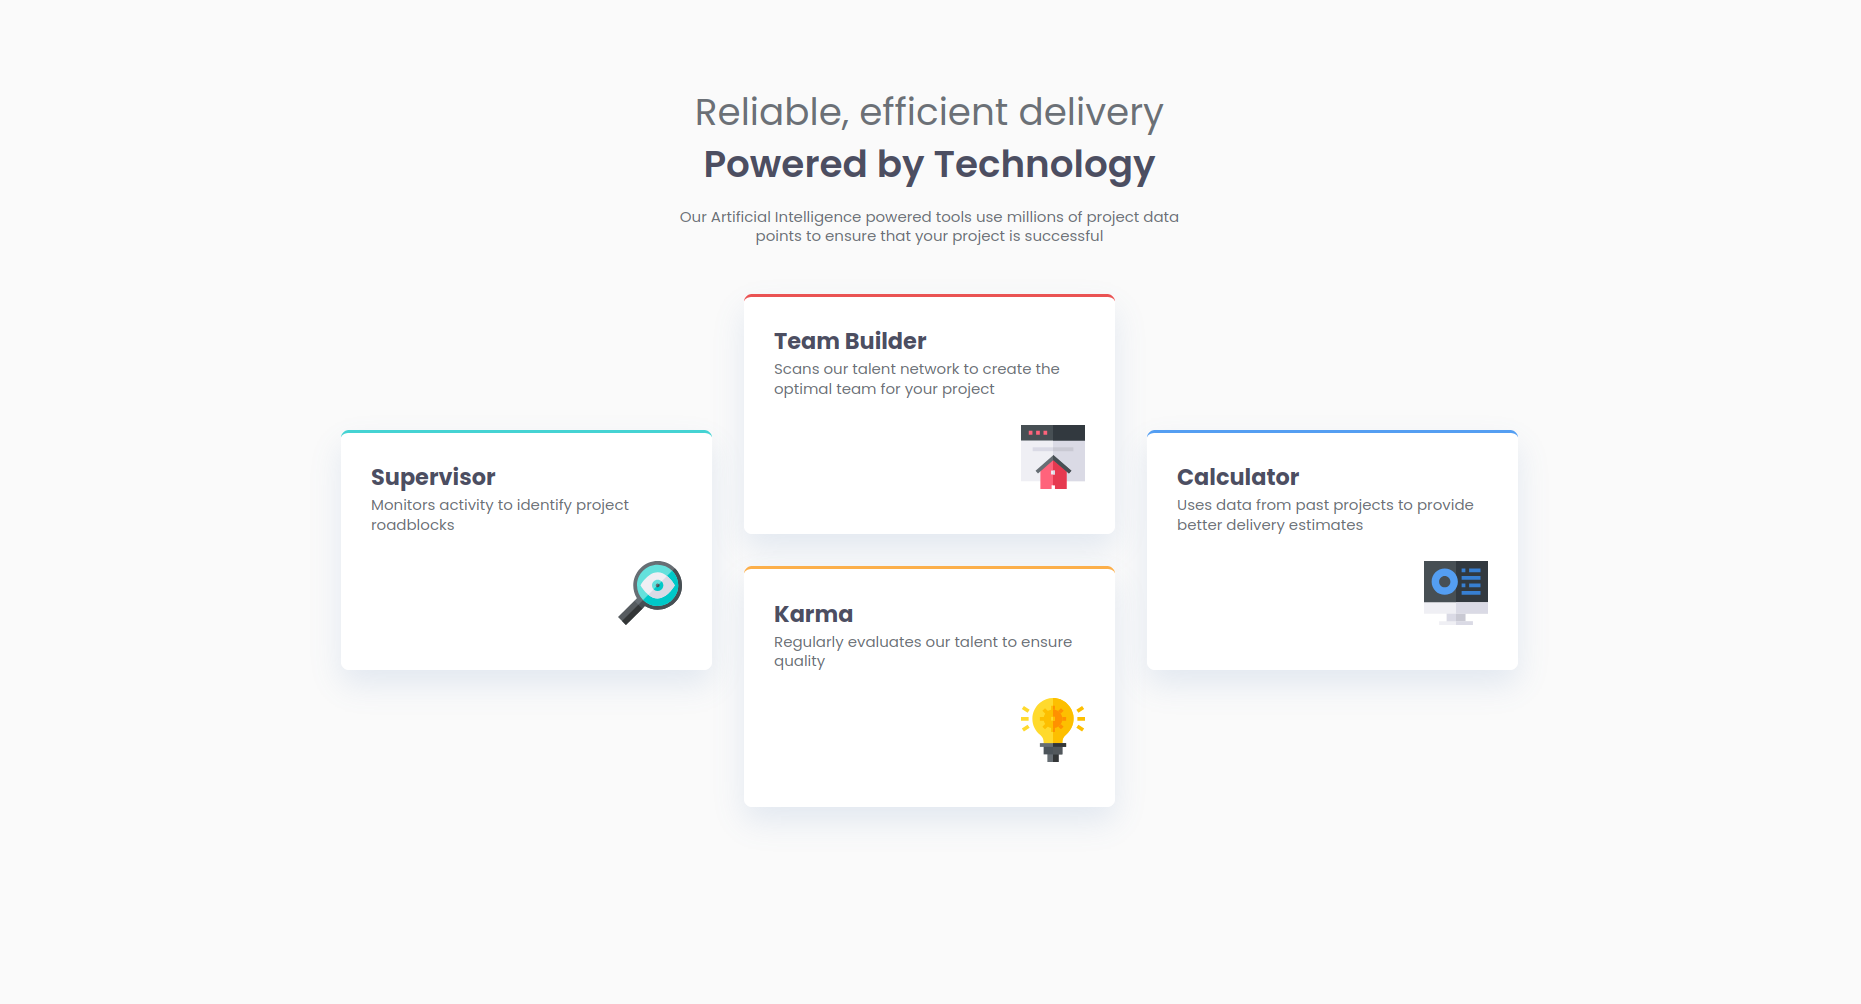 Reliable, efficient delivery
Powered by Technology
Our Artificial Intelligence powered tools use millions of project data
points to ensure that your project is successful
Team Builder
Scans our talent network to create the
optimal team for your project
Supervisor
Monitors activity to identify project
roadblocks
Calculator
Uses data from past projects to provide
better delivery estimates
Karma
Regularly evaluates our talent to ensure
quality